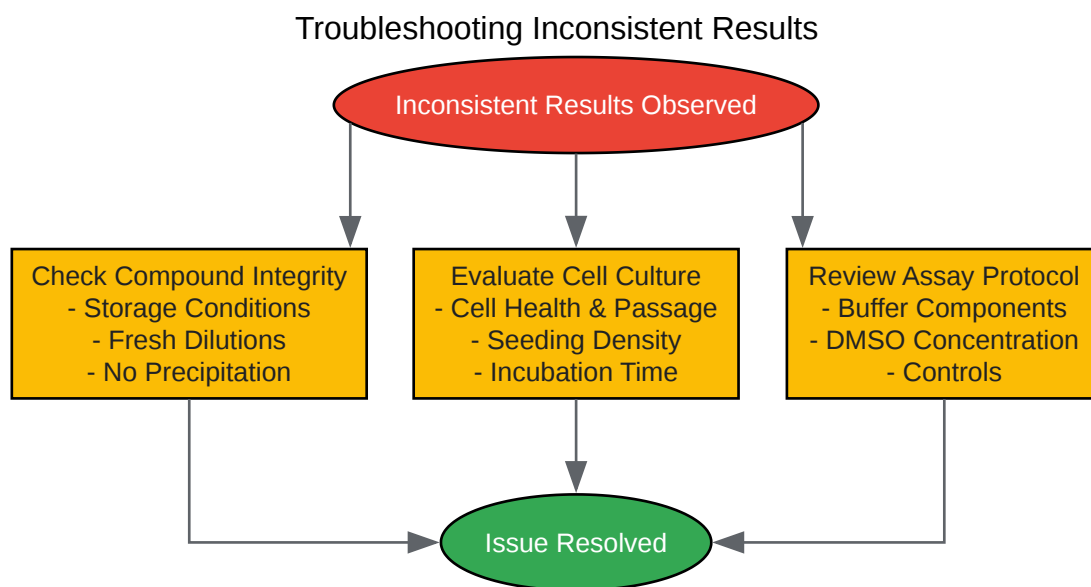 Troubleshooting Inconsistent Results
Inconsistent Results Observed
Check Compound Integrity
- Storage Conditions
- Fresh Dilutions
- No Precipitation
Evaluate Cell Culture
- Cell Health & Passage
- Seeding Density
- Incubation Time
Review Assay Protocol
- Buffer Components
- DMSO Concentration
- Controls
Issue Resolved